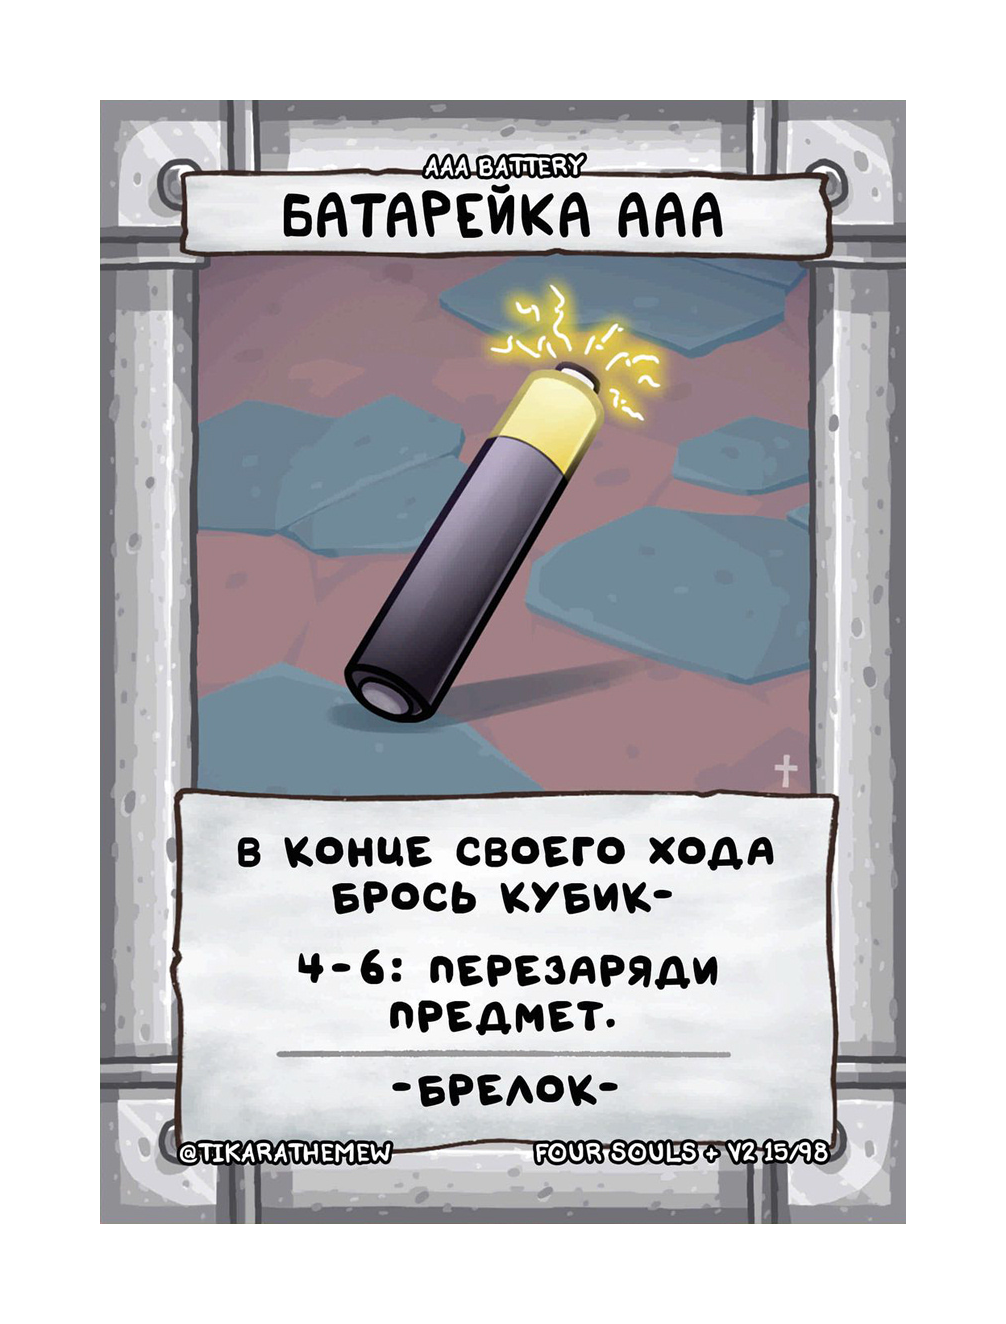 AAA BATTERY
БАТАРЕЙКА ААА
В КОНЦЕ СВОЕГО ХОДА
БРОСЬ КУБИК-
4-6: ПЕРЕЗАРЯДИ
ПРЕДМЕТ.
-БРЕЛОК-
@TIKARATHEMEW
FOUR SOULS + V2 15/98